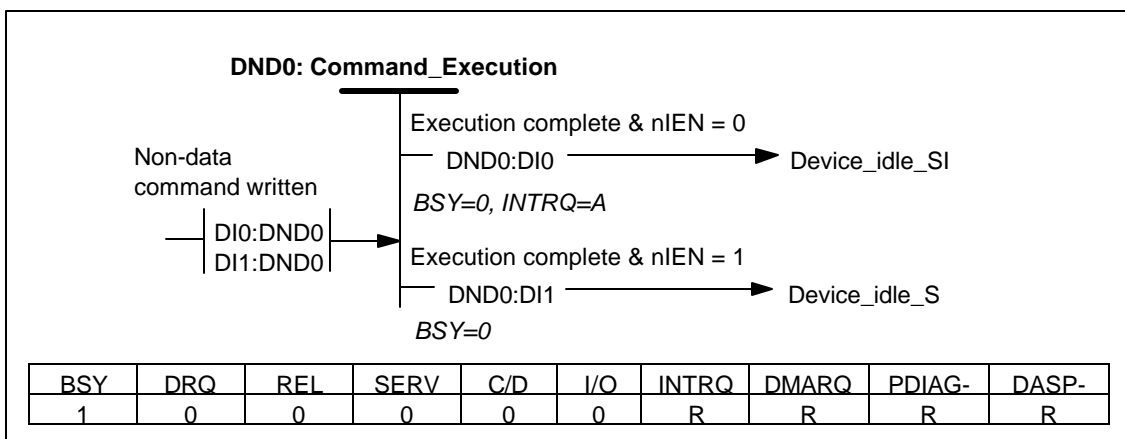 DND0: Command_Execution
Execution complete & nIEN = 0
DND0:DI0
Device_idle_SI
BSY=0, INTRQ=A
Non-data
command written
DI0:DND0
DI1:DND0
Execution complete & nIEN = 1
DND0:DI1
Device_idle_S
BSY=0
BSY DRQ REL SERV C/D I/O INTRQ DMARQ PDIAG- DASP-
1 0 0 0 0 0 R R R R